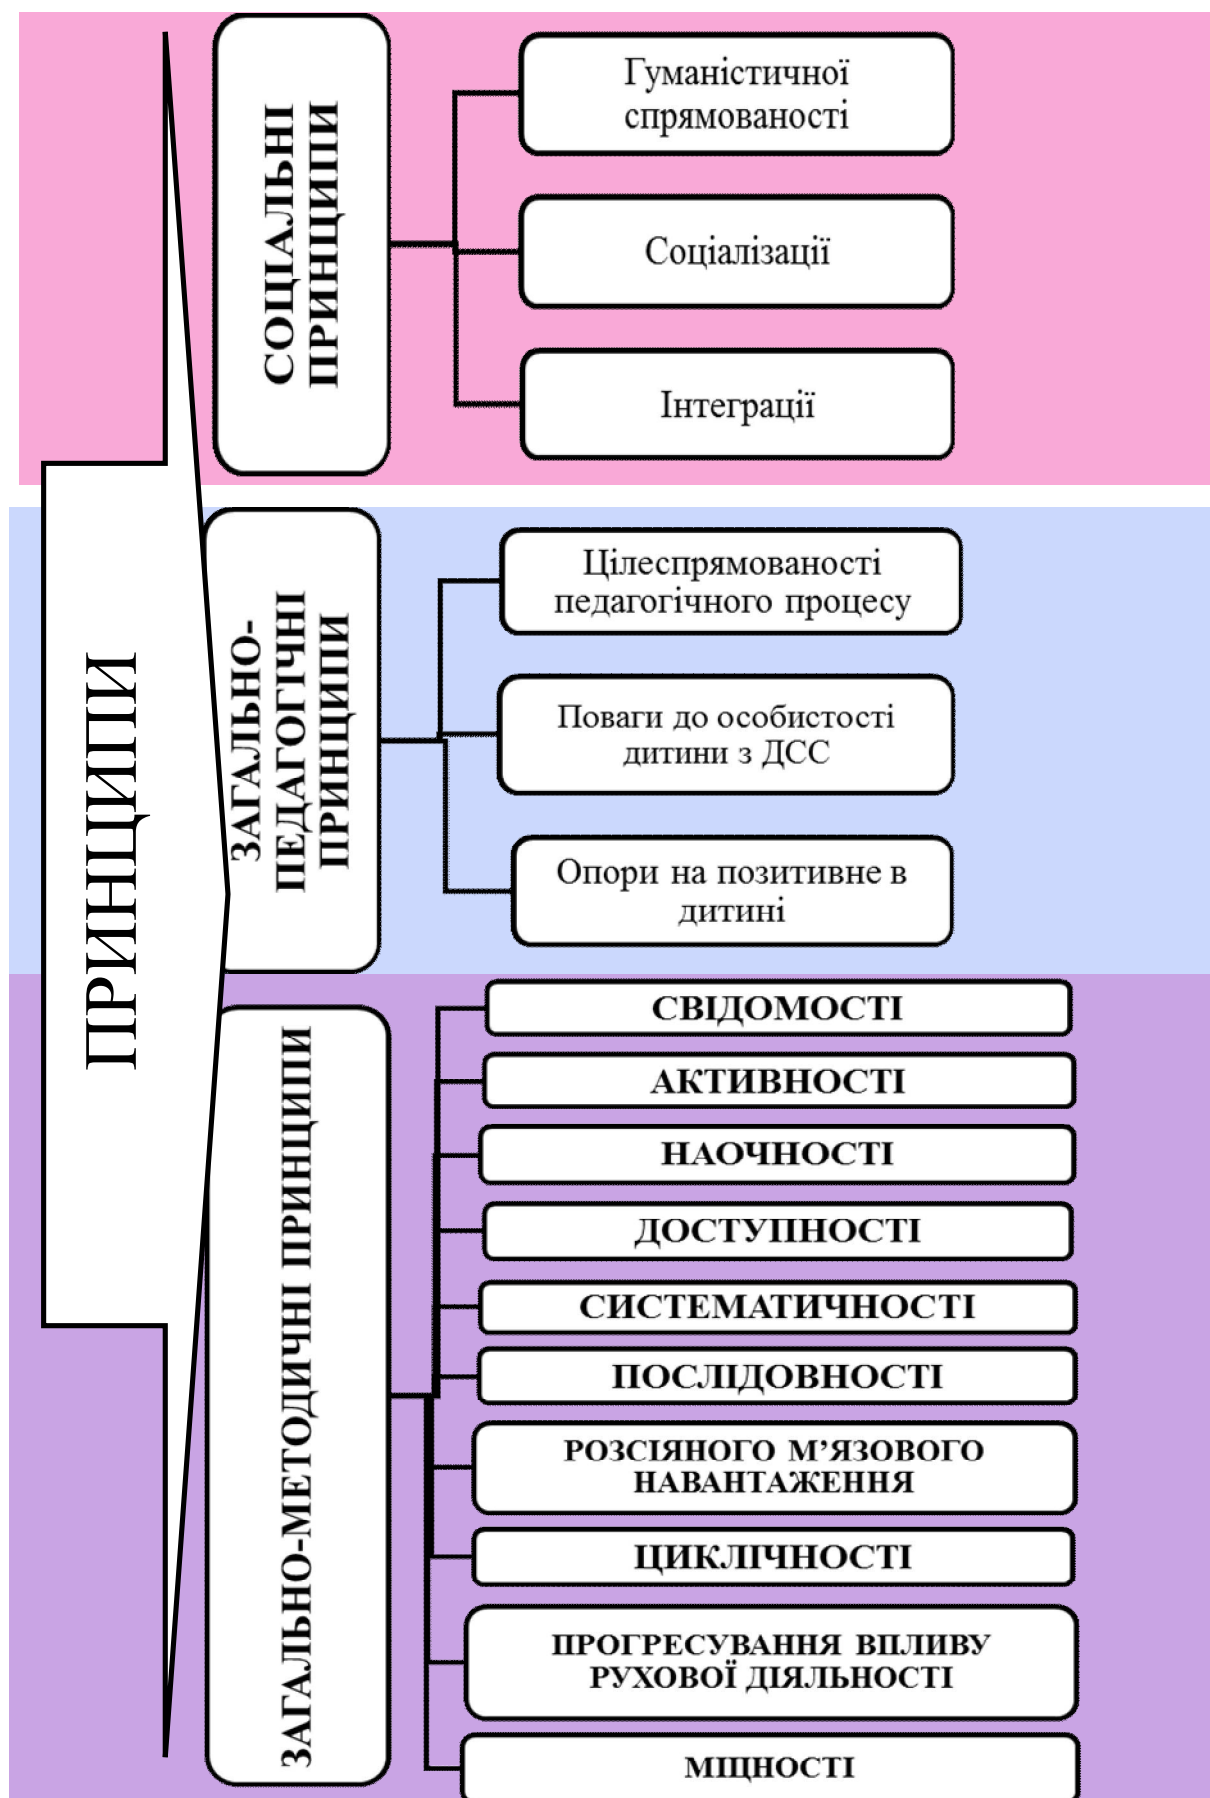 ПРИНЦИПИ
СОЦІАЛЬНІ
ПРИНЦИПИ
Гуманістичної
спрямованості
Соціалізації
Інтеграції
ЗАГАЛЬНО-
ПЕДАГОГІЧНІ
ПРИНЦИПИ
Цілеспрямованості
педагогічного процесу
Поваги до особистості
дитини з ДСС
Опори на позитивне в
дитині
ЗАГАЛЬНО-МЕТОДИЧНІ ПРИНЦИПИ
СВІДОМОСТІ
АКТИВНОСТІ
НАОЧНОСТІ
ДОСТУПНОСТІ
СИСТЕМАТИЧНОСТІ
ПОСЛІДОВНОСТІ
РОЗСІЯНОГО М’ЯЗОВОГО
НАВАНТАЖЕННЯ
ЦИКЛІЧНОСТІ
ПРОГРЕСУВАННЯ ВПЛИВУ
РУХОВОЇ ДІЯЛЬНОСТІ
МІЦНОСТІ